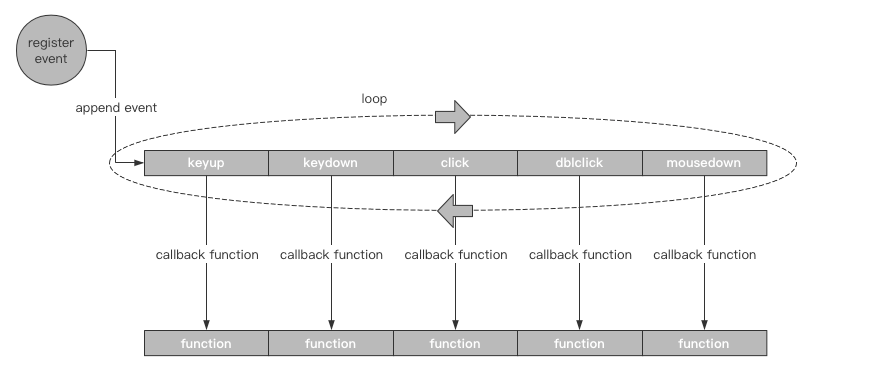 register
event
append event
loop
keyup keydown click dblclick mousedown
callback function callback function callback function callback function callback function
function function function function function